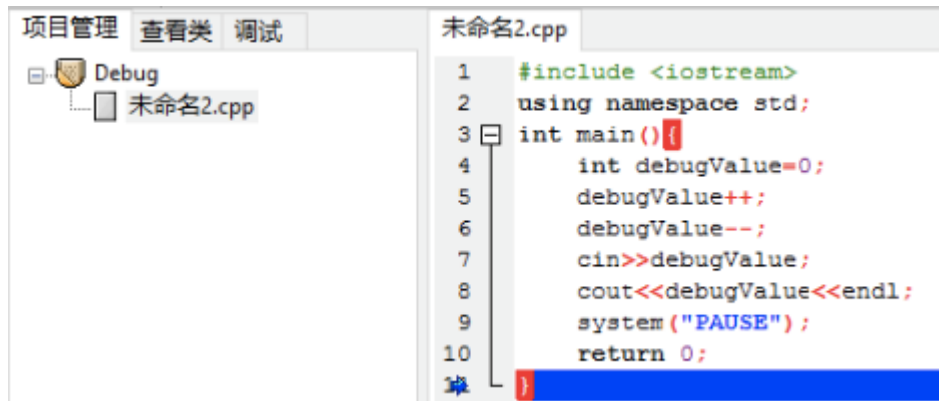 项目管理 查看类 调试
Debug
未命名2.cpp
未命名2.cpp
1 #include <iostream>
2 using namespace std;
3 int main(){
4 int debugValue=0;
5 debugValue++;
6 debugValue--;
7 cin>>debugValue;
8 cout<<debugValue<<endl;
9 system("PAUSE");
10 return 0;
}